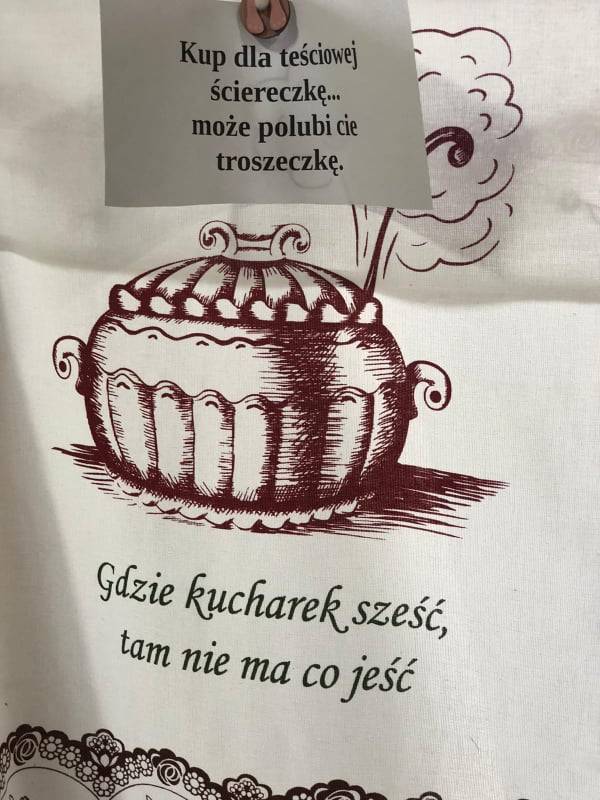 Kup dla teściowej
ściereczkę...
może polubi cie
troszeczkę.
Gdzie kucharek sześć,
tam nie ma co jeść